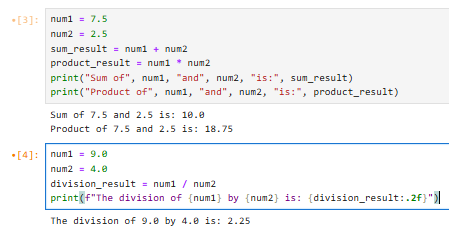 [3]: num1 = 7.5
num2 = 2.5
sum_result = num1 + num2
product_result = num1 * num2
print("Sum of", num1, "and", num2, "is:", sum_result)
print("Product of", num1, "and", num2, "is:", product_result)
Sum of 7.5 and 2.5 is: 10.0
Product of 7.5 and 2.5 is: 18.75
[4]: num1 = 9.0
num2 = 4.0
division_result = num1 / num2
print(f"The division of {num1} by {num2} is: {division_result:.2f}")
The division of 9.0 by 4.0 is: 2.25